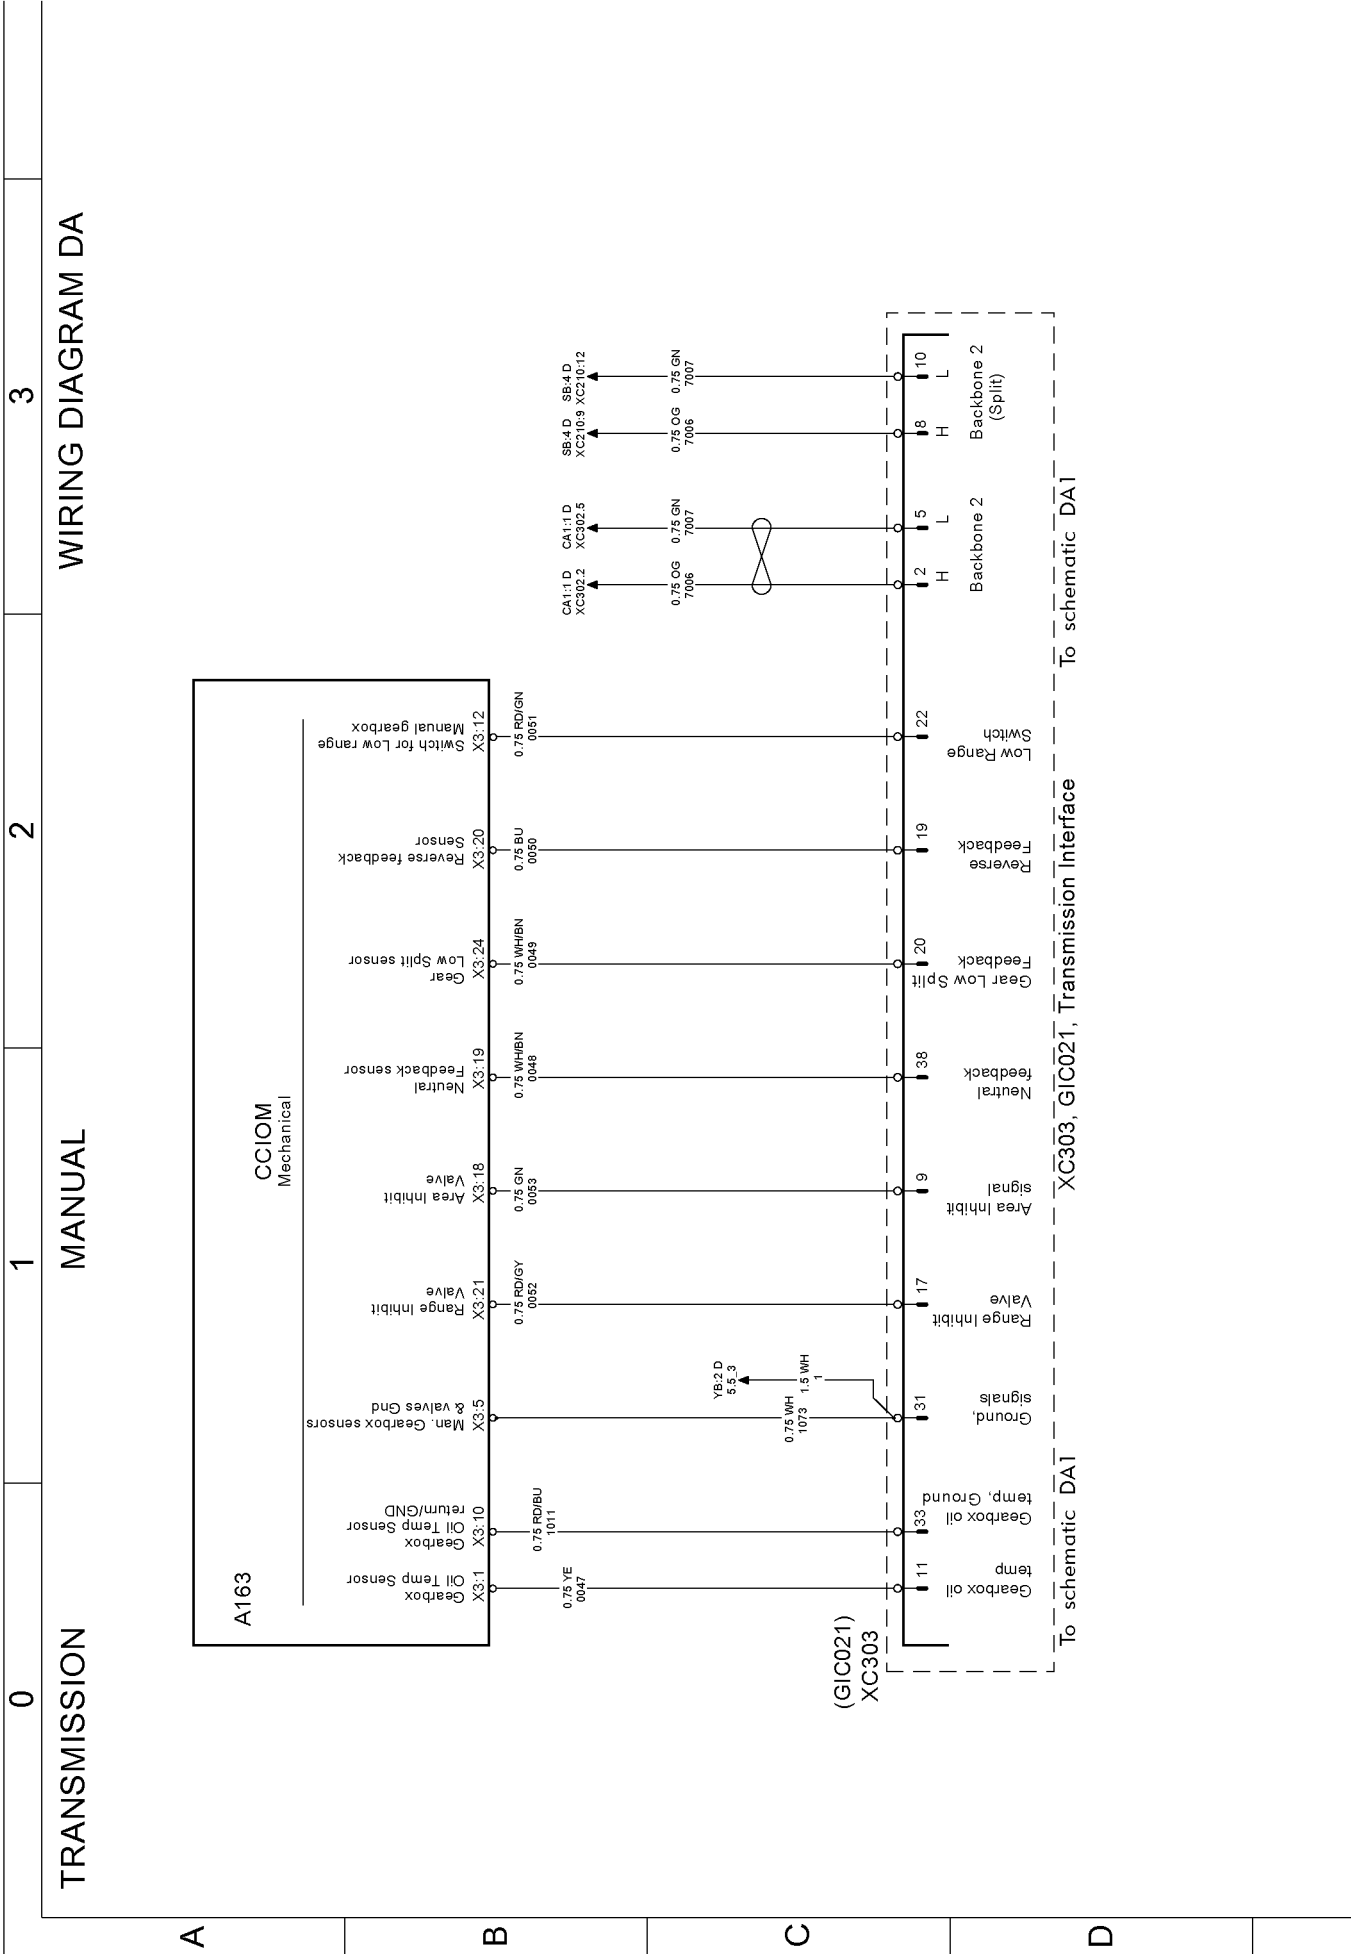 0
1
2
3
TRANSMISSION
MANUAL
WIRING DIAGRAM DA
A
B
C
D
A163
CCIOM
Mechanical
Gearbox
Oil Temp Sensor
X3:1
0.75 YE
0047
Gearbox
Oil Temp Sensor
return/GND
X3:10
0.75 RD/BU
1011
Man. Gearbox sensors
& valves Gnd
X3:5
0.75 WH
1073
YB:2 D
5.5_3
1.5 WH
1
Range Inhibit
Valve
X3:21
0.75 RD/GY
0052
Area Inhibit
Valve
X3:18
0.75 GN
0053
Neutral
Feedback sensor
X3:19
0.75 WH/BN
0048
Gear
Low Split sensor
X3:24
0.75 WH/BN
0049
Reverse feedback
Sensor
X3:20
0.75 BU
0050
Switch for Low range
Manual gearbox
X3:12
0.75 RD/GN
0051
CA1:1 D
XC302.2
0.75 OG
7006
CA1:1 D
XC302.5
0.75 GN
7007
SB:4 D
XC210:9
0.75 OG
7006
SB:4 D
XC210:12
0.75 GN
7007
(GIC021)
XC303
11
Gearbox oil
temp
33
Gearbox oil
temp, Ground
31
Ground,
signals
17
Range Inhibit
Valve
9
Area Inhibit
signal
38
Neutral
feedback
20
Gear Low Split
Feedback
19
Reverse
Feedback
22
Low Range
Switch
2
H
5
L
Backbone 2
8
H
10
L
Backbone 2
(Split)
To schematic DA1
XC303, GIC021, Transmission Interface
To schematic DA1